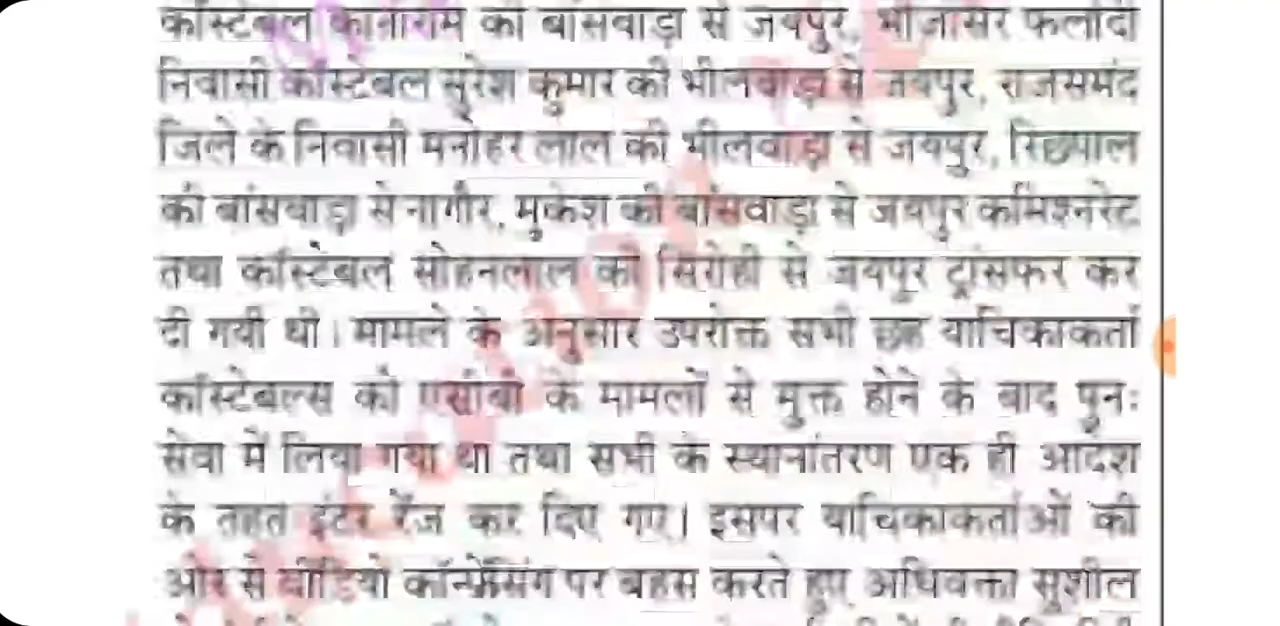 कांस्टेबल कानाराम को बांसवाड़ा से जयपुर, भोजासर फलोदी
निवासी कांस्टेबल सुरेश कुमार को भीलवाड़ा से जयपुर, राजसमंद
जिले के निवासी मनोहर लाल को भीलवाड़ा से जयपुर, रिछपाल
को बांसवाड़ा से नागौर, मुकेश को बांसवाड़ा से जयपुर कमिश्नरेट
तथा कांस्टेबल सोहनलाल को सिरोही से जयपुर ट्रांसफर कर
दी गयी थी। मामले के अनुसार उपरोक्त सभी छह याचिकाकर्ता
कांस्टेबल्स को एसीबी के मामलों से मुक्त होने के बाद पुनः
सेवा में लिया गया था तथा सभी के स्थानांतरण एक ही आदेश
के तहत इंटर रेंज कर दिए गए। इसपर याचिकाकर्ताओं की
ओर से वीडियो कॉन्फ्रेंसिंग पर बहस करते हुए अधिवक्ता सुशील